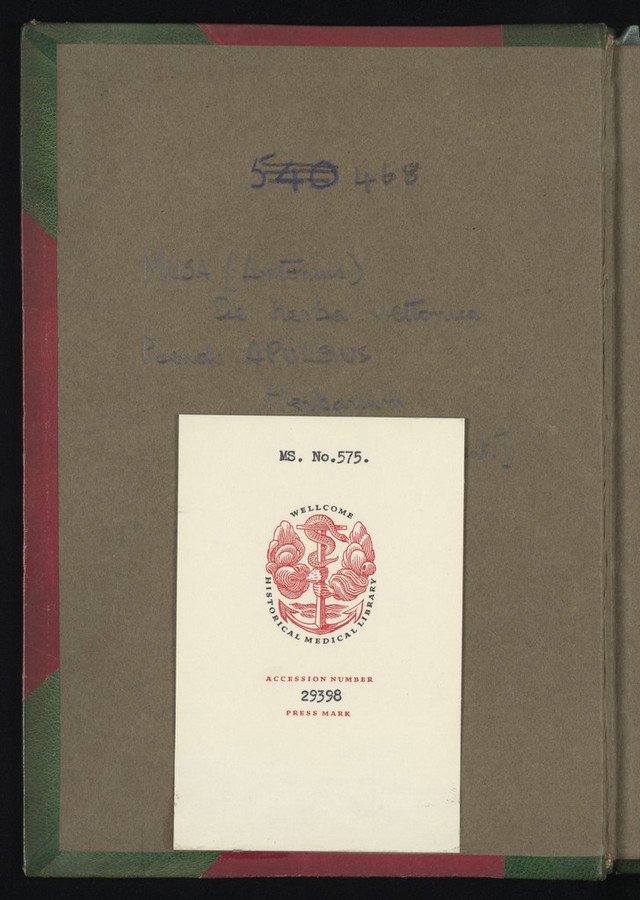 540 468
MUSA (Antonius)
De Herba Vettonica
Pseudo APULEIUS
Herbarium
MS. No.575.
WELLCOME
HISTORICAL MEDICAL LIBRARY
ACCESSION NUMBER
29398
PRESS MARK